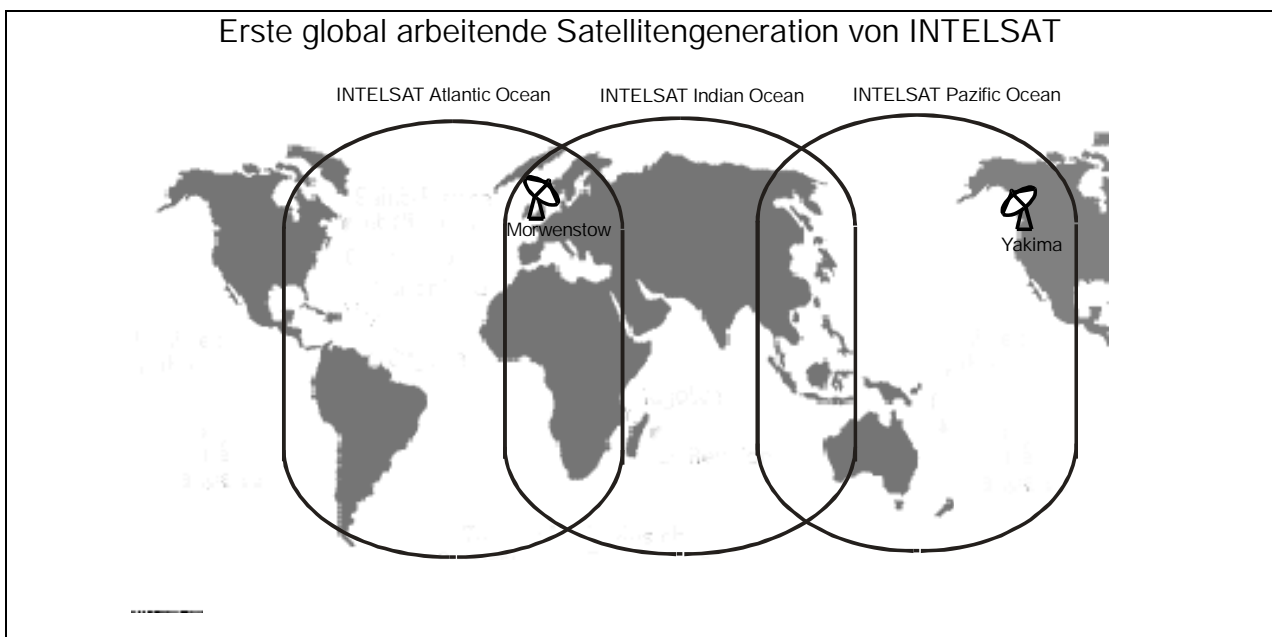 Erste global arbeitende Satellitengeneration von INTELSAT
INTELSAT Atlantic Ocean INTELSAT Indian Ocean INTELSAT Pazific Ocean
Morwenstow
Yakima